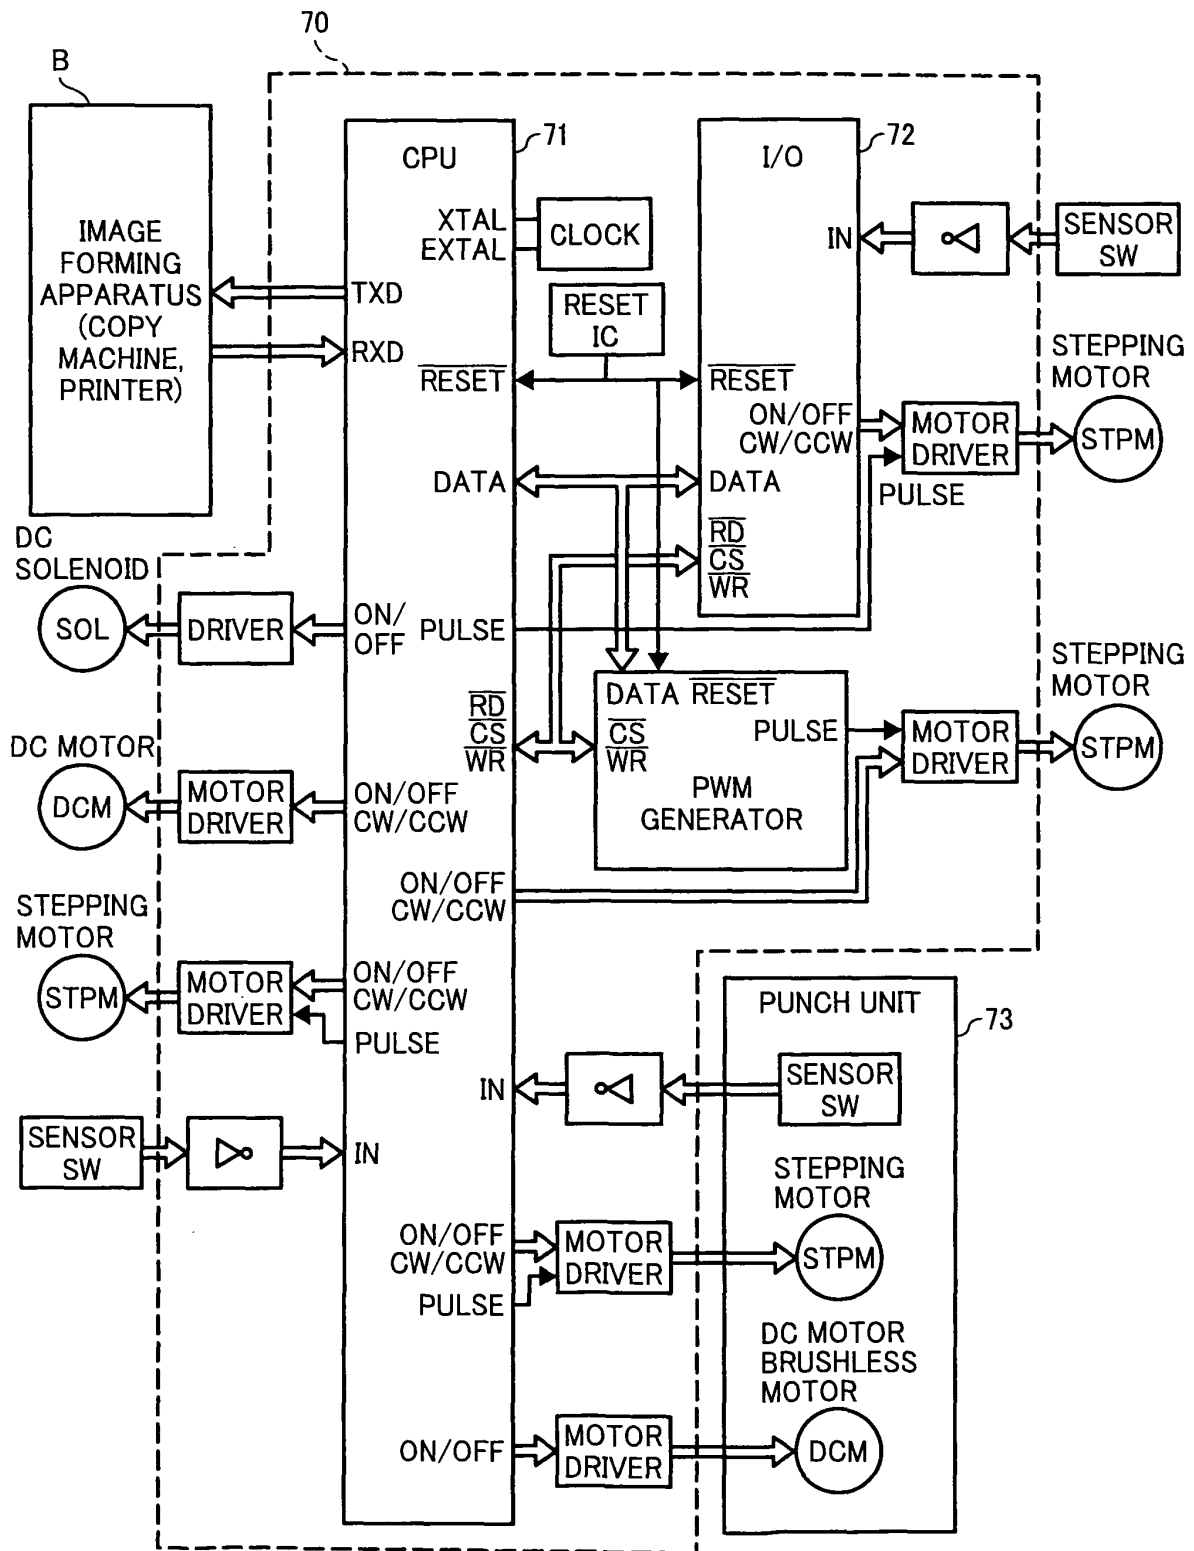 70
B
71
72
CPU
I/O
XTAL
EXTAL
CLOCK
IN
SENSOR
SW
IMAGE
FORMING
APPARATUS
(COPY
MACHINE,
PRINTER)
TXD
RXD
RESET
IC
RESET
RESET
STEPPING
MOTOR
ON/OFF
CW/CCW
MOTOR
DRIVER
STPM
PULSE
DATA
DATA
RD
CS
WR
DC
SOLENOID
SOL
DRIVER
ON/
OFF
PULSE
STEPPING
MOTOR
DATA RESET
RD
CS
WR
CS
WR
PULSE
PWM
GENERATOR
MOTOR
DRIVER
STPM
DC MOTOR
DCM
MOTOR
DRIVER
ON/OFF
CW/CCW
ON/OFF
CW/CCW
STEPPING
MOTOR
STPM
MOTOR
DRIVER
ON/OFF
CW/CCW
PULSE
PUNCH UNIT
73
IN
SENSOR
SW
SENSOR
SW
IN
STEPPING
MOTOR
ON/OFF
CW/CCW
PULSE
MOTOR
DRIVER
STPM
DC MOTOR
BRUSHLESS
MOTOR
ON/OFF
MOTOR
DRIVER
DCM